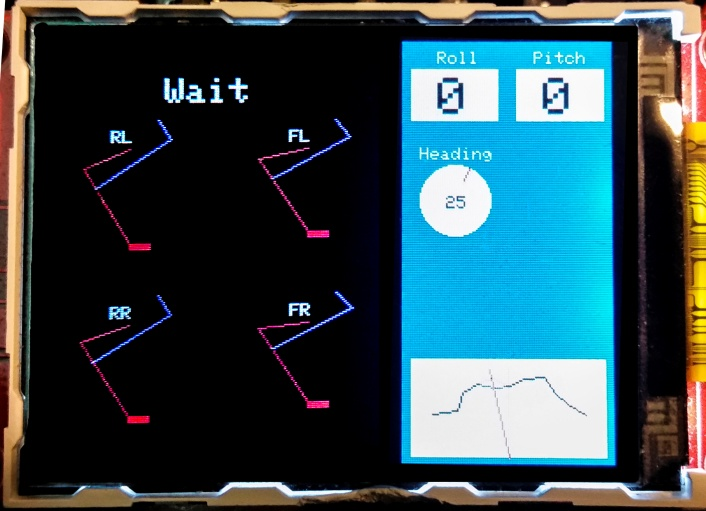 Wait
RL
FL
RR
FR
Roll
Pitch
0
0
Heading
25